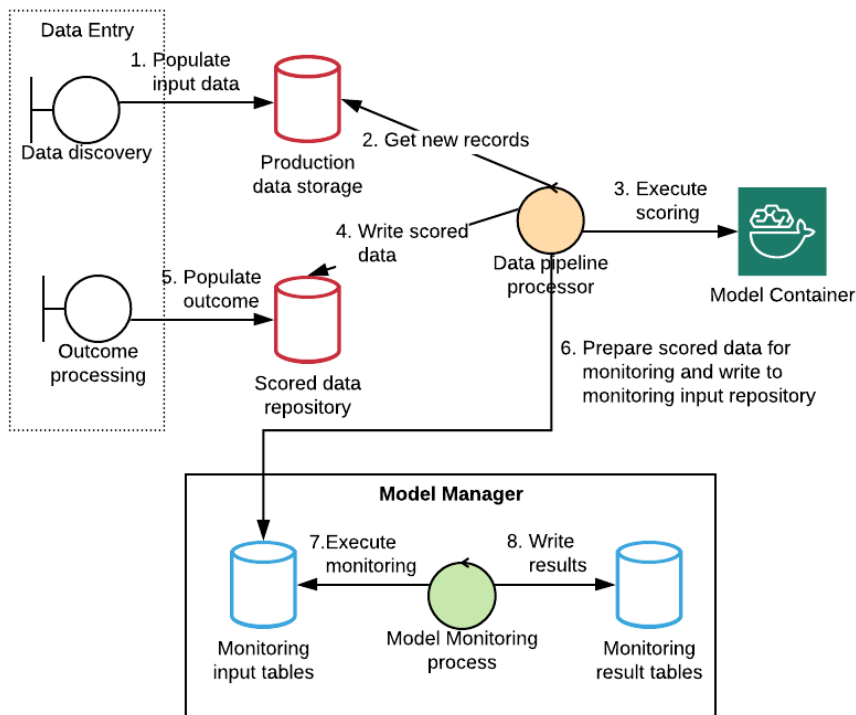 Data Entry
1. Populate
input data
Data discovery
Production
data storage
2. Get new records
3. Execute
scoring
4. Write scored
data
Data pipeline
processor
Model Container
5. Populate
outcome
Outcome
processing
Scored data
repository
6. Prepare scored data for
monitoring and write to
monitoring input repository
Model Manager
7.Execute
monitoring
8. Write
results
Monitoring
input tables
Model Monitoring
process
Monitoring
result tables